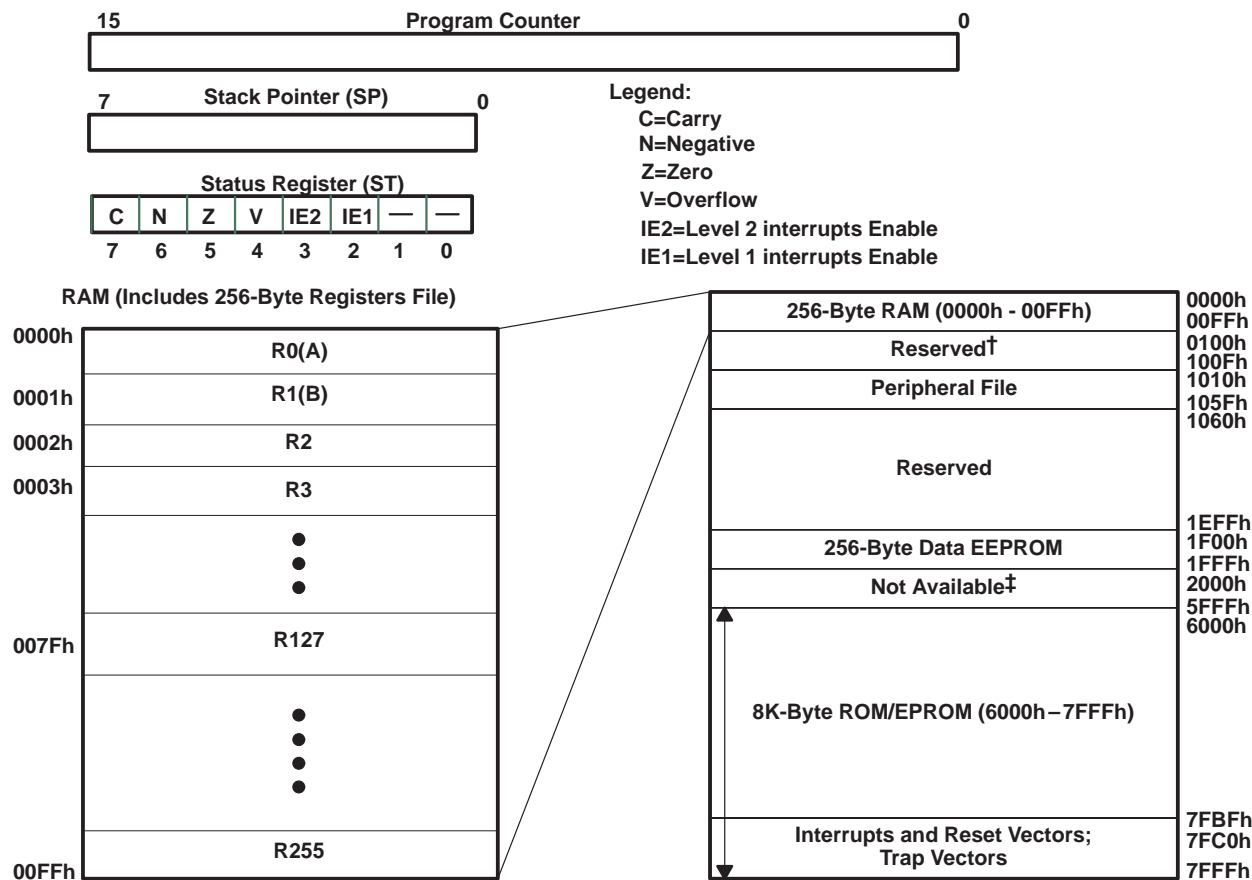 15 Program Counter 0
7 Stack Pointer (SP) 0
Legend:
C=Carry
N=Negative
Z=Zero
V=Overflow
IE2=Level 2 interrupts Enable
IE1=Level 1 interrupts Enable
Status Register (ST)
C N Z V IE2 IE1 — —
7 6 5 4 3 2 1 0
RAM (Includes 256-Byte Registers File)
0000h
R0(A)
0001h
R1(B)
0002h
R2
0003h
R3
007Fh
R127
R255
00FFh
256-Byte RAM (0000h - 00FFh)
0000h
00FFh
Reserved†
0100h
100Fh
Peripheral File
1010h
105Fh
1060h
Reserved
1EFFh
256-Byte Data EEPROM
1F00h
1FFFh
Not Available‡
2000h
5FFFh
6000h
8K-Byte ROM/EPROM (6000h–7FFFh)
7FBFh
Interrupts and Reset Vectors;
Trap Vectors
7FC0h
7FFFh